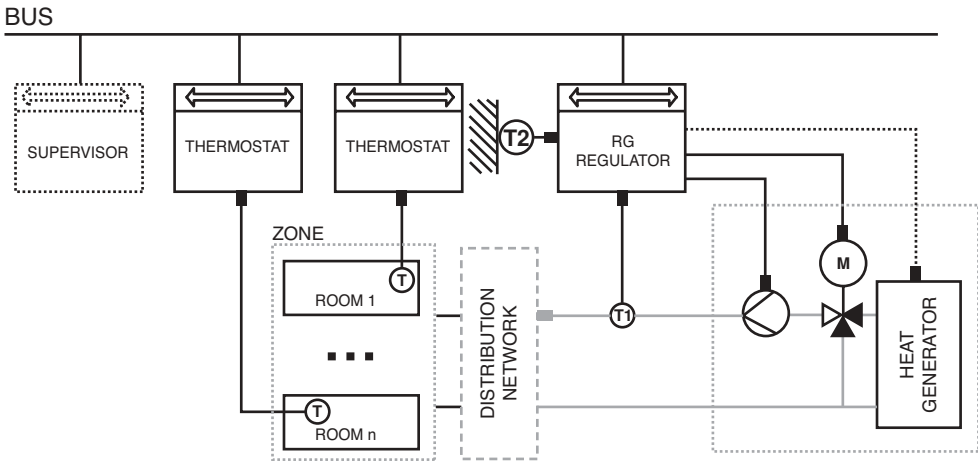 BUS
SUPERVISOR
THERMOSTAT
THERMOSTAT
T2
RG
REGULATOR
ZONE
T
ROOM 1
T
ROOM n
DISTRIBUTION
NETWORK
T1
M
HEAT
GENERATOR